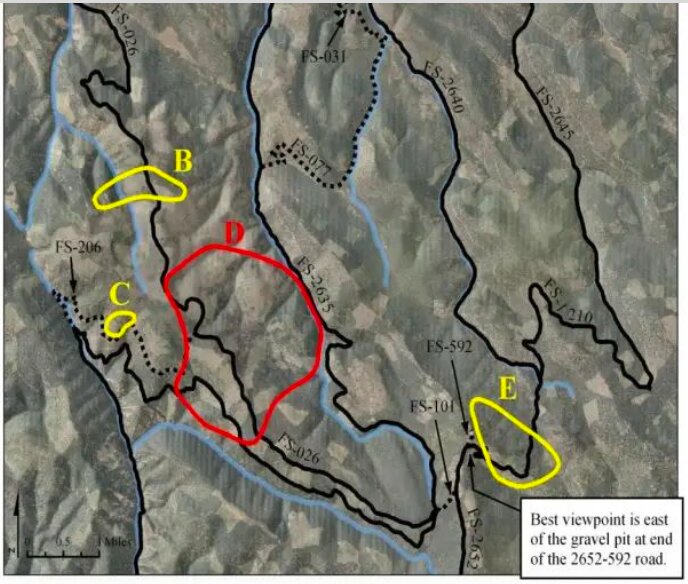 FS-026
FS-031
FS-2640
FS-2645
FS-077
B
D
FS-206
C
FS-2635
FS-1210
FS-592
E
FS-101
FS-026
FS-2652
Best viewpoint is east
of the gravel pit at end
of the 2652-592 road.
N
0 0.5 1 Miles